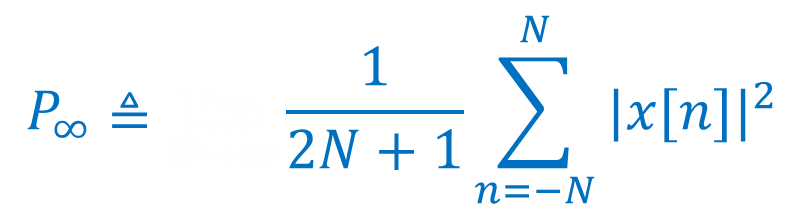 P∞ ≜ 1/(2N + 1) ∑_{n=−N}^{N} |x[n]|²